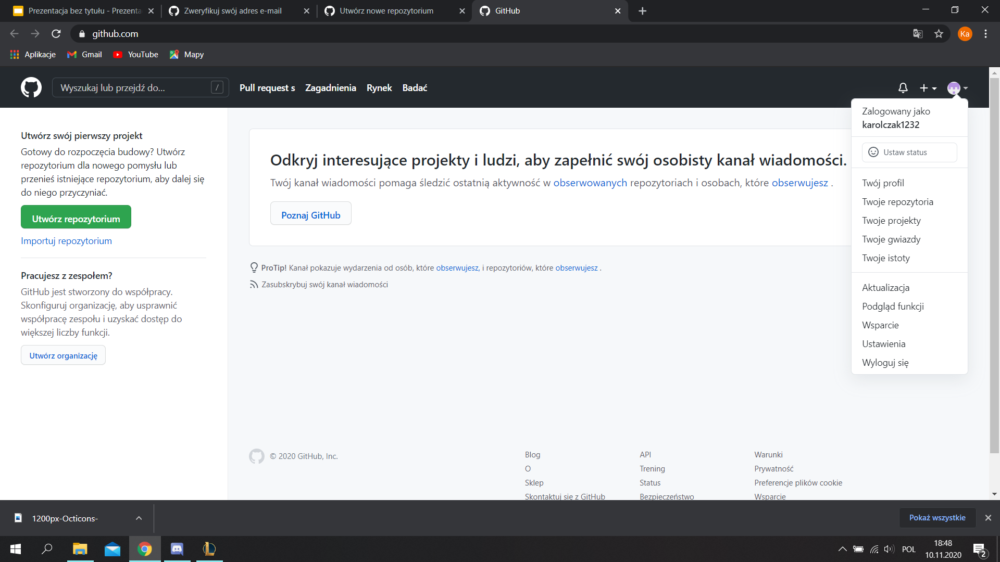 Prezentacja bez tytułu - Prezenta
Zweryfikuj swój adres e-mail
Utwórz nowe repozytorium
GitHub
github.com
Ka
Aplikacje
Gmail
YouTube
Mapy
Wyszukaj lub przejdź do...
/
Pull request s
Zagadnienia
Rynek
Badać
Utwórz swój pierwszy projekt
Gotowy do rozpoczęcia budowy? Utwórz
repozytorium dla nowego pomysłu lub
przenieś istniejące repozytorium, aby dalej się
do niego przyczyniać.
Utwórz repozytorium
Importuj repozytorium
Pracujesz z zespołem?
GitHub jest stworzony do współpracy.
Skonfiguruj organizację, aby usprawnić
współpracę zespołu i uzyskać dostęp do
większej liczby funkcji.
Utwórz organizację
Odkryj interesujące projekty i ludzi, aby zapełnić swój osobisty kanał wiadomości.
Twój kanał wiadomości pomaga śledzić ostatnią aktywność w obserwowanych repozytoriach i osobach, które obserwujesz .
Poznaj GitHub
ProTip! Kanał pokazuje wydarzenia od osób, które obserwujesz, i repozytoriów, które obserwujesz .
Zasubskrybuj swój kanał wiadomości
Zalogowany jako
karolczak1232
Ustaw status
Twój profil
Twoje repozytoria
Twoje projekty
Twoje gwiazdy
Twoje istoty
Aktualizacja
Podgląd funkcji
Wsparcie
Ustawienia
Wyloguj się
© 2020 GitHub, Inc.
Blog
O
Sklep
Skontaktuj się z GitHub
API
Trening
Status
Bezpieczeństwo
Warunki
Prywatność
Preferencje plików cookie
Wsparcie
1200px-Octicons-
Pokaż wszystkie
POL
18:48
10.11.2020
2